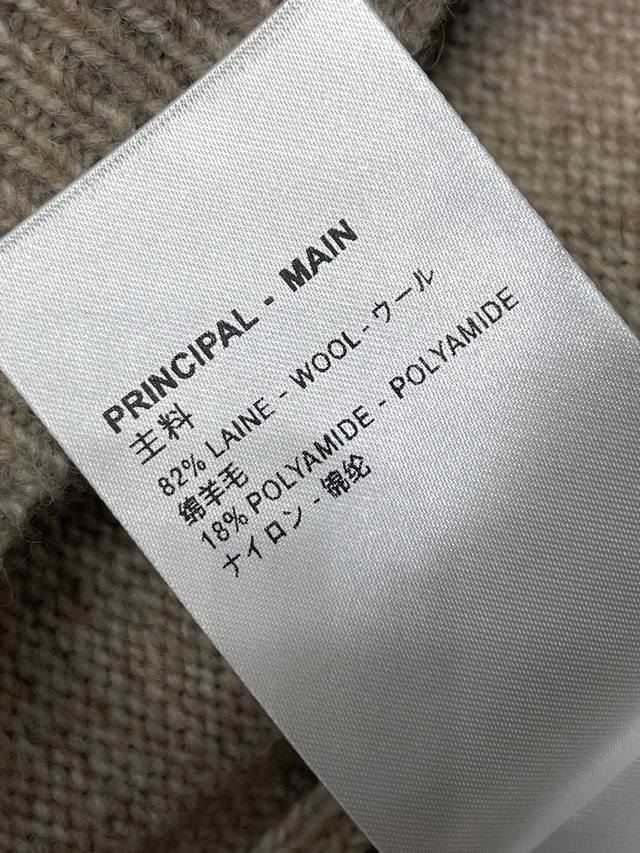 PRINCIPAL - MAIN
主料
82% LAINE - WOOL - ウール
绵羊毛
18% POLYAMIDE - POLYAMIDE
ナイロン - 锦纶